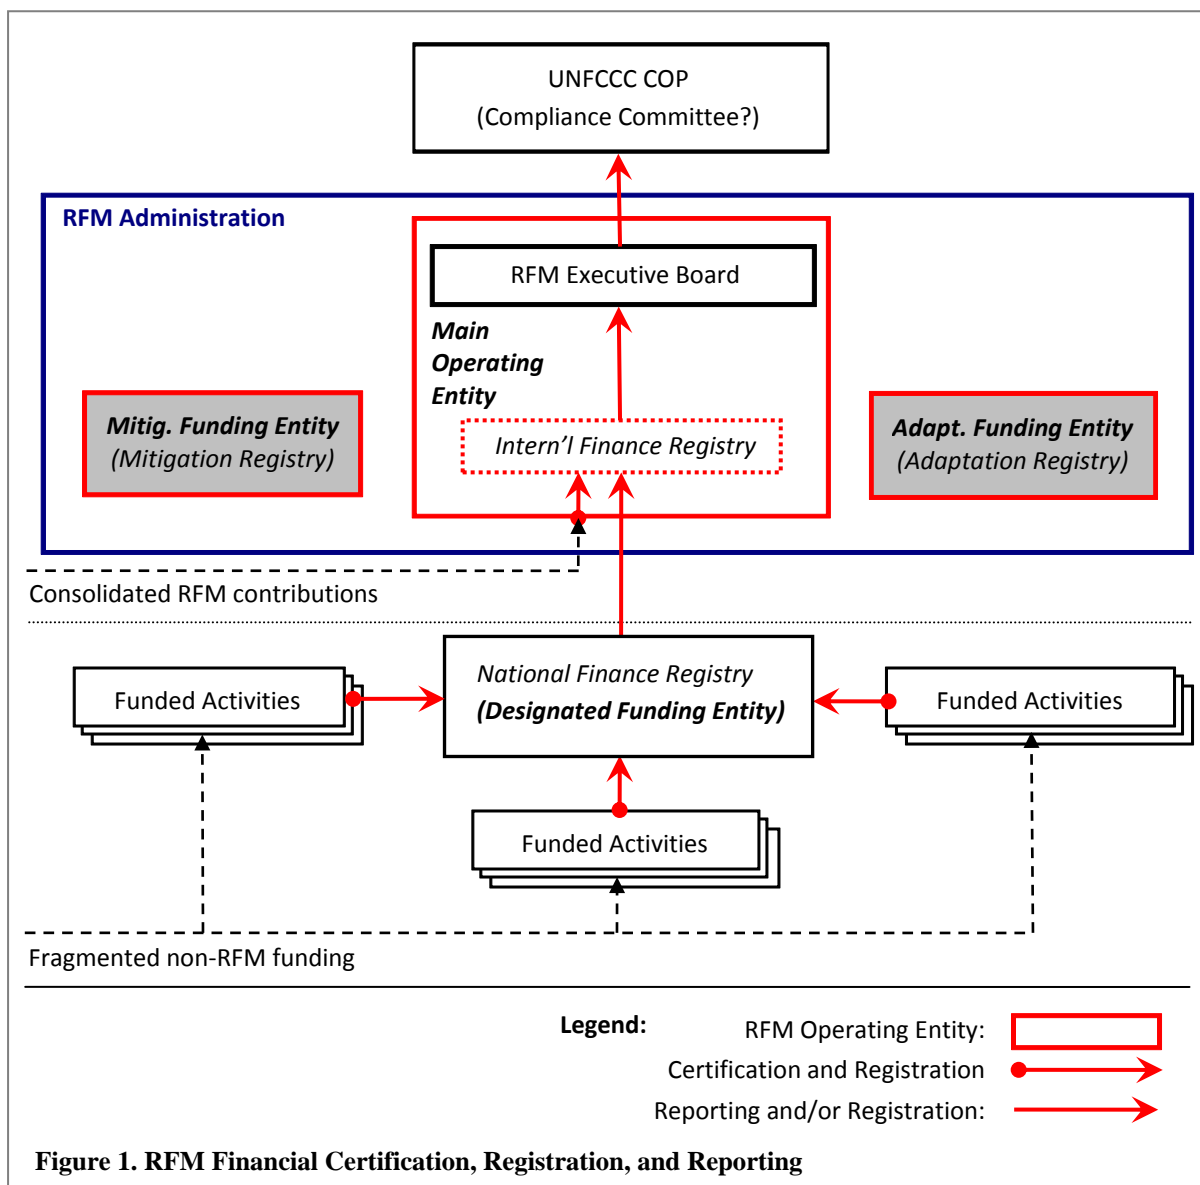 UNFCCC COP
(Compliance Committee?)
RFM Administration
RFM Executive Board
Main
Operating
Entity
Mitig. Funding Entity
(Mitigation Registry)
Intern'l Finance Registry
Adapt. Funding Entity
(Adaptation Registry)
Consolidated RFM contributions
Funded Activities
National Finance Registry
(Designated Funding Entity)
Funded Activities
Funded Activities
Fragmented non-RFM funding
Legend:
RFM Operating Entity:
Certification and Registration
Reporting and/or Registration:
Figure 1. RFM Financial Certification, Registration, and Reporting